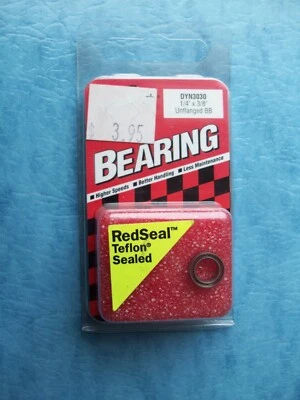 DYN3030
1/4" x 3/8"
Unflanged BB
$ 3.95
BEARING
Higher Speeds Better Handling Less Maintenance
RedSeal™
Teflon®
Sealed